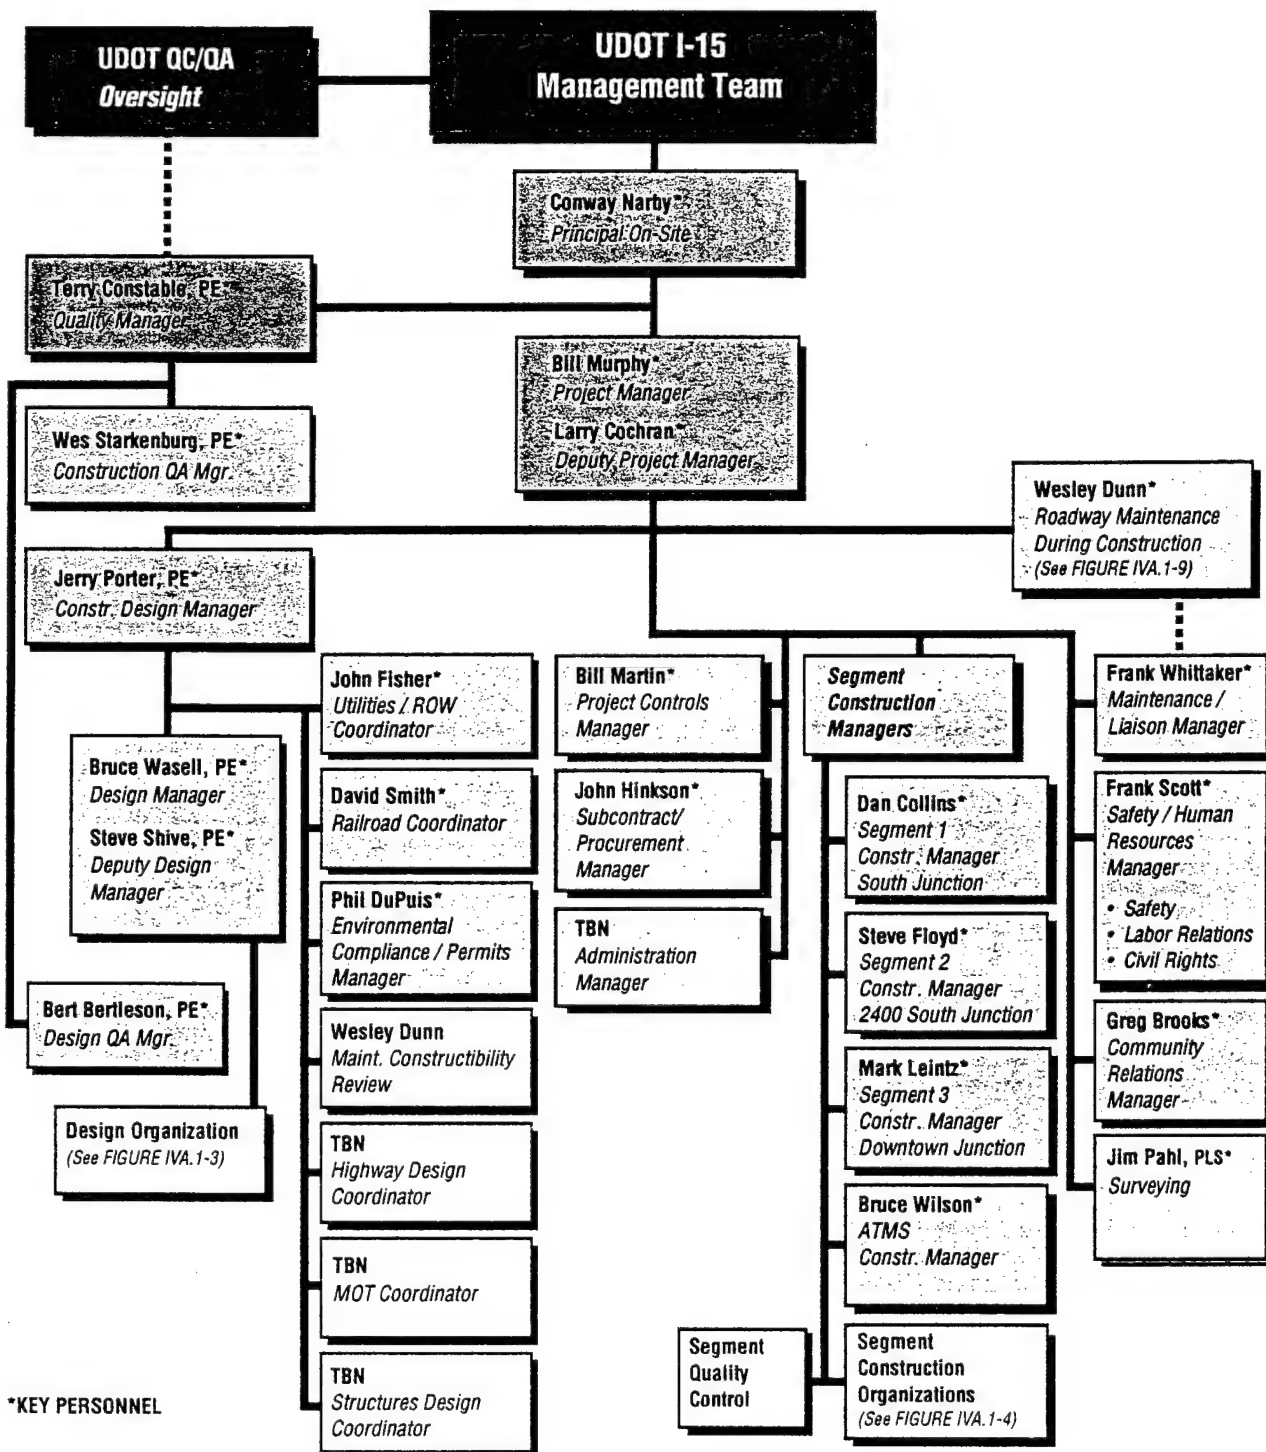 UDOT QC/QA
Oversight
UDOT I-15
Management Team
Conway Narby*
Principal On-Site
Terry Constable, PE*
Quality Manager
Bill Murphy*
Project Manager
Larry Cochran*
Deputy Project Manager
Wes Starkenburg, PE*
Construction QA Mgr.
Wesley Dunn*
Roadway Maintenance
During Construction
(See FIGURE IVA.1-9)
Jerry Porter, PE*
Constr. Design Manager
John Fisher*
Utilities / ROW
Coordinator
Bruce Wasell, PE*
Design Manager
Steve Shive, PE*
Deputy Design
Manager
David Smith*
Railroad Coordinator
Phil DuPuis*
Environmental
Compliance / Permits
Manager
Bert Bertleson, PE*
Design QA Mgr.
Wesley Dunn
Maint. Constructibility
Review
Design Organization
(See FIGURE IVA.1-3)
TBN
Highway Design
Coordinator
TBN
MOT Coordinator
TBN
Structures Design
Coordinator
Bill Martin*
Project Controls
Manager
John Hinkson*
Subcontract/
Procurement
Manager
TBN
Administration
Manager
Segment
Construction
Managers
Dan Collins*
Segment 1
Constr. Manager
South Junction
Steve Floyd*
Segment 2
Constr. Manager
2400 South Junction
Mark Leintz*
Segment 3
Constr. Manager
Downtown Junction
Bruce Wilson*
ATMS
Constr. Manager
Segment
Quality
Control
Segment
Construction
Organizations
(See FIGURE IVA.1-4)
Frank Whittaker*
Maintenance /
Liaison Manager
Frank Scott*
Safety / Human
Resources
Manager
• Safety
• Labor Relations
• Civil Rights
Greg Brooks*
Community
Relations
Manager
Jim Pahl, PLS*
Surveying
*KEY PERSONNEL